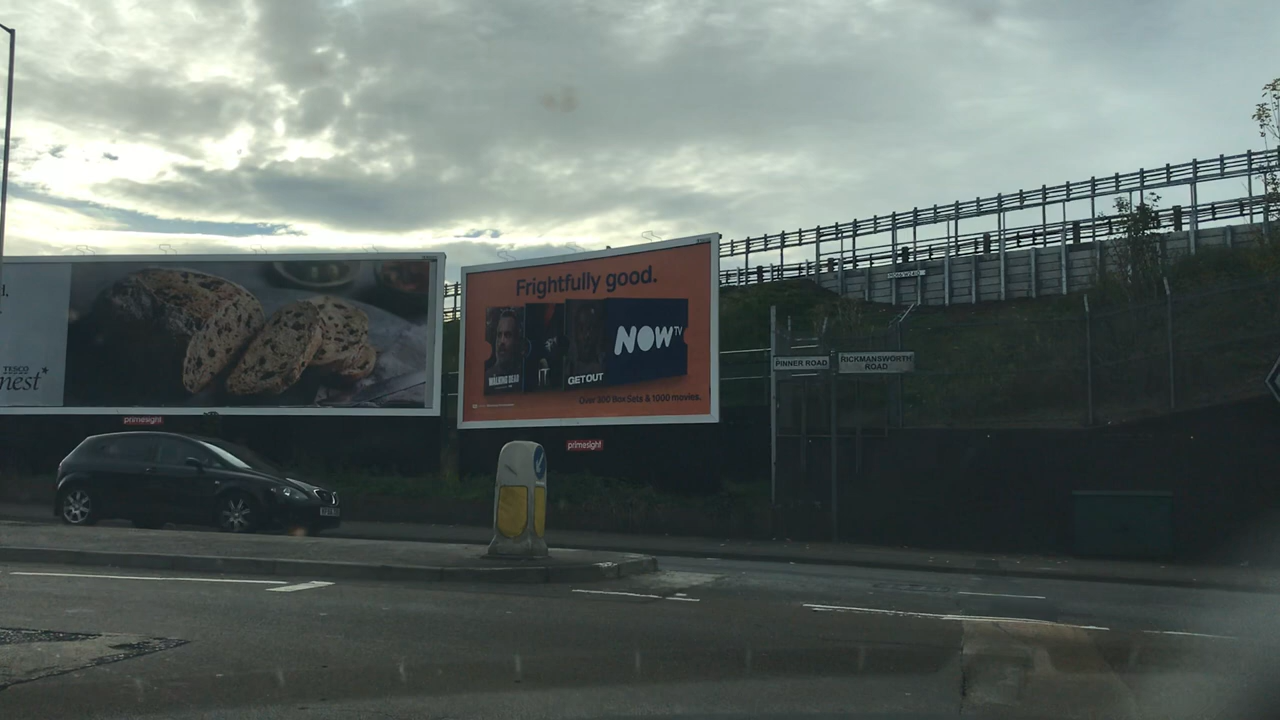 TESCO
finest*
primesight
Frightfully good.
NOW TV
THE
WALKING DEAD
GET OUT
Over 300 Box Sets & 1000 movies.
primesight
PINNER ROAD
RICKMANSWORTH
ROAD